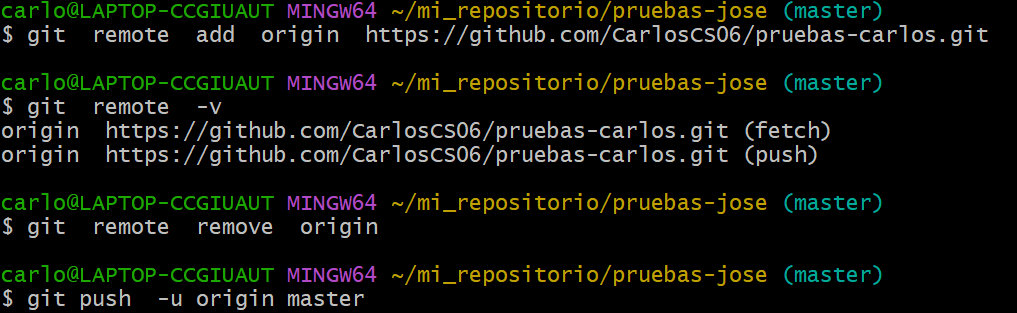 carlo@LAPTOP-CCGIUAUT MINGW64 ~/mi_repositorio/pruebas-jose (master)
$ git  remote  add  origin  https://github.com/CarlosCS06/pruebas-carlos.git
carlo@LAPTOP-CCGIUAUT MINGW64 ~/mi_repositorio/pruebas-jose (master)
$ git  remote  -v
origin  https://github.com/CarlosCS06/pruebas-carlos.git (fetch)
origin  https://github.com/CarlosCS06/pruebas-carlos.git (push)
carlo@LAPTOP-CCGIUAUT MINGW64 ~/mi_repositorio/pruebas-jose (master)
$ git  remote  remove  origin
carlo@LAPTOP-CCGIUAUT MINGW64 ~/mi_repositorio/pruebas-jose (master)
$ git push  -u origin master